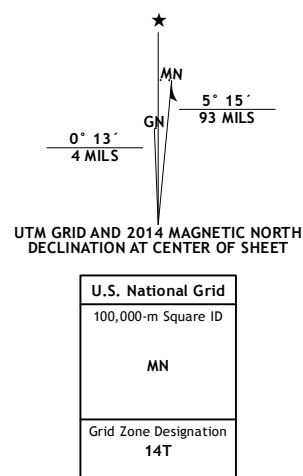 MN
5° 15´
93 MILS
GN
0° 13´
4 MILS
UTM GRID AND 2014 MAGNETIC NORTH
DECLINATION AT CENTER OF SHEET
U.S. National Grid
100,000-m Square ID
MN
Grid Zone Designation
14T